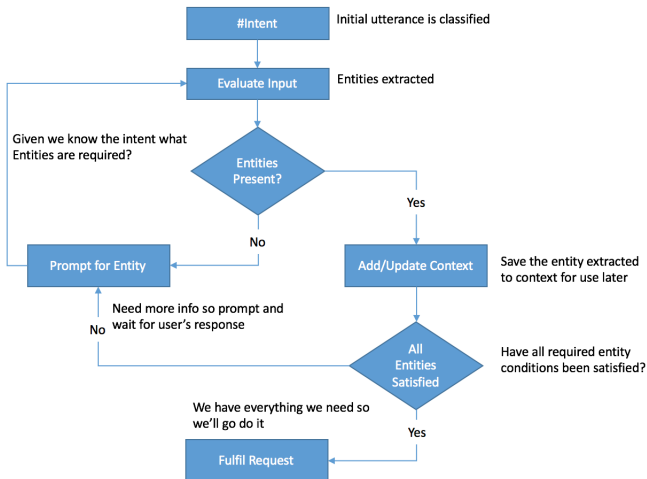 #Intent
Initial utterance is classified
Evaluate Input
Entities extracted
Given we know the intent what
Entities are required?
Entities
Present?
Yes
No
Prompt for Entity
Add/Update Context
Save the entity extracted
to context for use later
Need more info so prompt and
wait for user's response
No
All
Entities
Satisfied
Have all required entity
conditions been satisfied?
We have everything we need so
we'll go do it
Yes
Fulfil Request